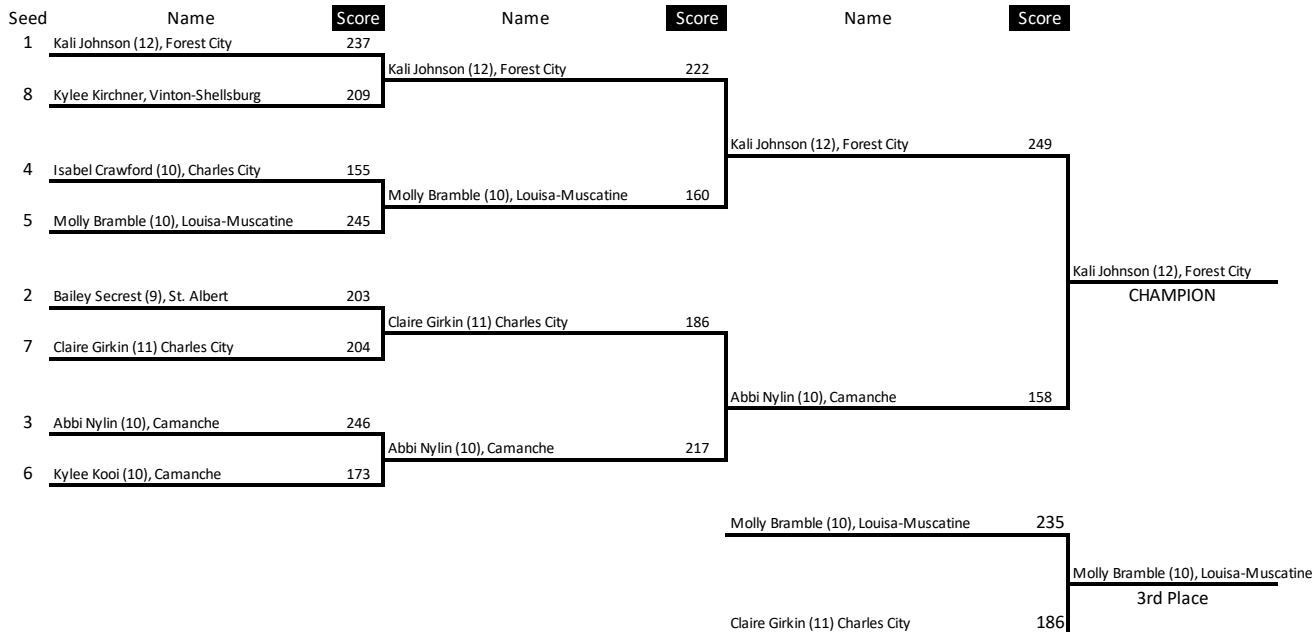 Seed Name Score Name Score Name Score
1 Kali Johnson (12), Forest City 237
Kali Johnson (12), Forest City 222
8 Kylee Kirchner, Vinton-Shellsburg 209
Kali Johnson (12), Forest City 249
4 Isabel Crawford (10), Charles City 155
Molly Bramble (10), Louisa-Muscatine 160
5 Molly Bramble (10), Louisa-Muscatine 245
Kali Johnson (12), Forest City
CHAMPION
2 Bailey Secrest (9), St. Albert 203
Claire Girkin (11) Charles City 186
7 Claire Girkin (11) Charles City 204
Abbi Nylin (10), Camanche 158
3 Abbi Nylin (10), Camanche 246
Abbi Nylin (10), Camanche 217
6 Kylee Kooi (10), Camanche 173
Molly Bramble (10), Louisa-Muscatine 235
Molly Bramble (10), Louisa-Muscatine
3rd Place
Claire Girkin (11) Charles City 186